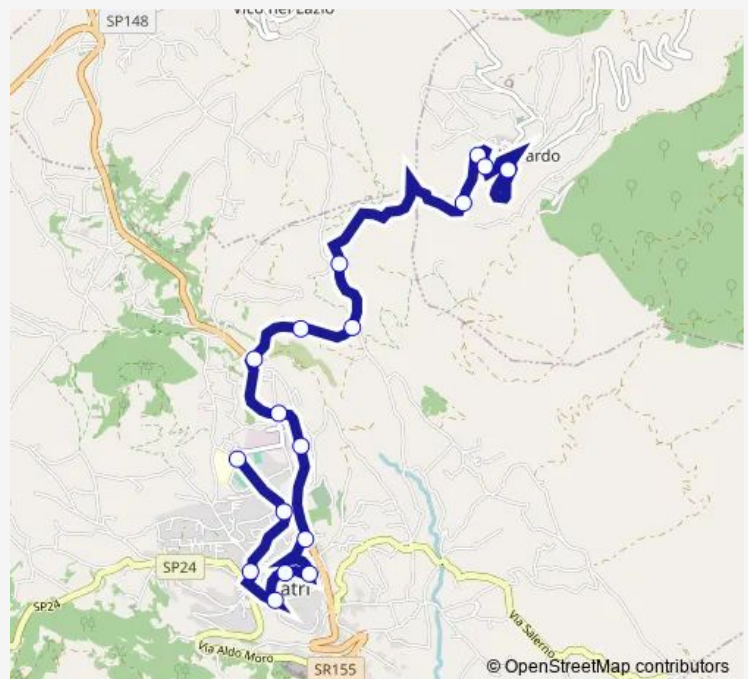 Vico nel Lazio
SP148
ardo
SP24
atri
SP24
Via Aldo Moro
Via Salerno
SR155
© OpenStreetMap contributors